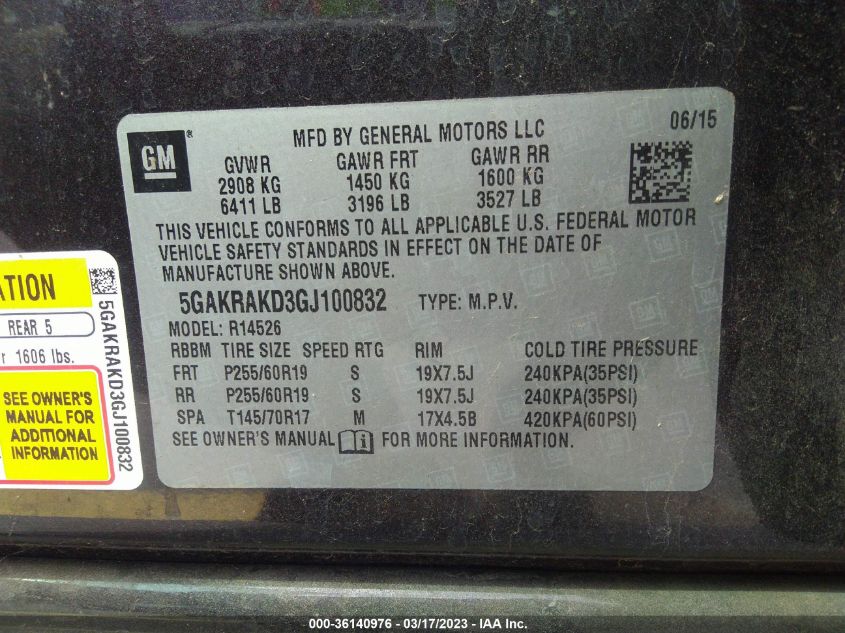 MFD BY GENERAL MOTORS LLC 06/15
GM ®
GVWR GAWR FRT GAWR RR
2908 KG 1450 KG 1600 KG
6411 LB 3196 LB 3527 LB
THIS VEHICLE CONFORMS TO ALL APPLICABLE U.S. FEDERAL MOTOR
VEHICLE SAFETY STANDARDS IN EFFECT ON THE DATE OF
MANUFACTURE SHOWN ABOVE.
5GAKRAKD3GJ100832 TYPE: M.P.V.
MODEL: R14526
RBBM TIRE SIZE SPEED RTG RIM COLD TIRE PRESSURE
FRT P255/60R19 S 19X7.5J 240KPA(35PSI)
RR P255/60R19 S 19X7.5J 240KPA(35PSI)
SPA T145/70R17 M 17X4.5B 420KPA(60PSI)
SEE OWNER'S MANUAL i FOR MORE INFORMATION.
REAR 5
1606 lbs.
SEE OWNER'S
MANUAL FOR
ADDITIONAL
INFORMATION
5GAKRAKD3GJ100832
000-36140976 - 03/17/2023 - IAA Inc.